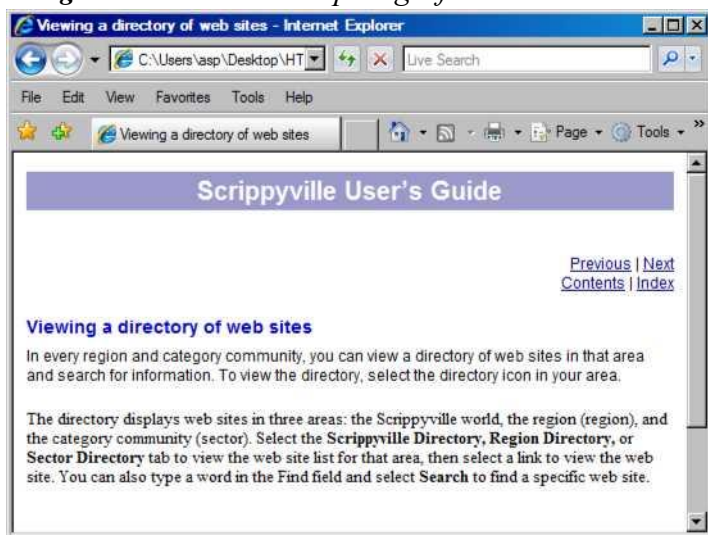 Viewing a directory of web sites - Internet Explorer
C:\Users\asp\Desktop\HT
Live Search
File Edit View Favorites Tools Help
Viewing a directory of web sites
Page Tools »
Scrippyville User's Guide
Previous | Next
Contents | Index
Viewing a directory of web sites
In every region and category community, you can view a directory of web sites in that area
and search for information. To view the directory, select the directory icon in your area.
The directory displays web sites in three areas: the Scrippyville world, the region (region), and
the category community (sector). Select the Scrippyville Directory, Region Directory, or
Sector Directory tab to view the web site list for that area, then select a link to view the web
site. You can also type a word in the Find field and select Search to find a specific web site.